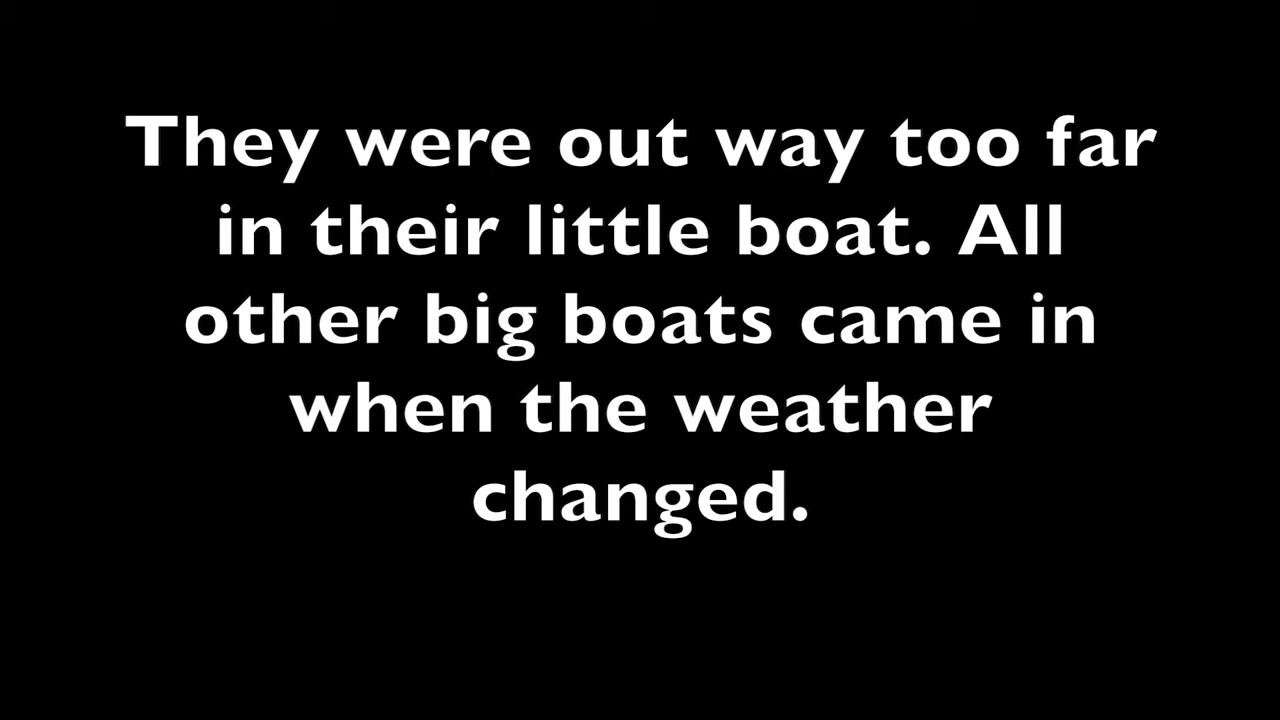 They were out way too far
in their little boat. All
other big boats came in
when the weather
changed.